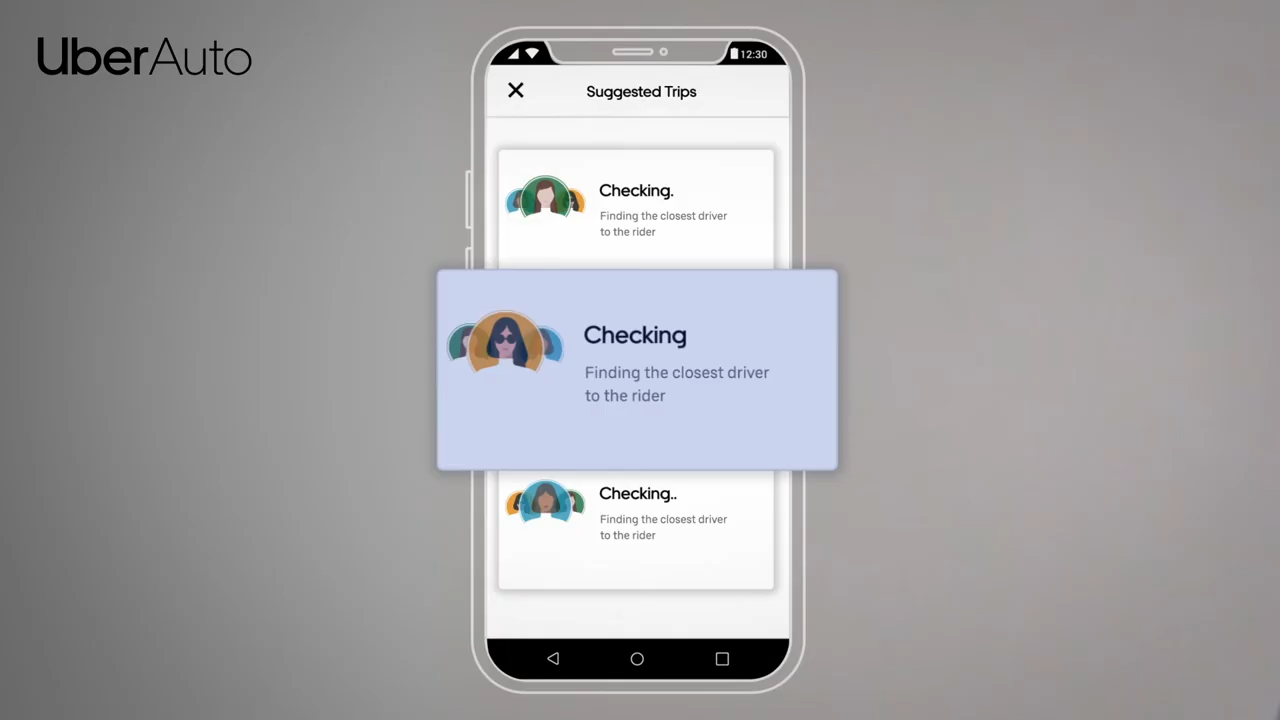 UberAuto
12:30
Suggested Trips
Checking.
Finding the closest driver
to the rider
Checking
Finding the closest driver
to the rider
Checking..
Finding the closest driver
to the rider